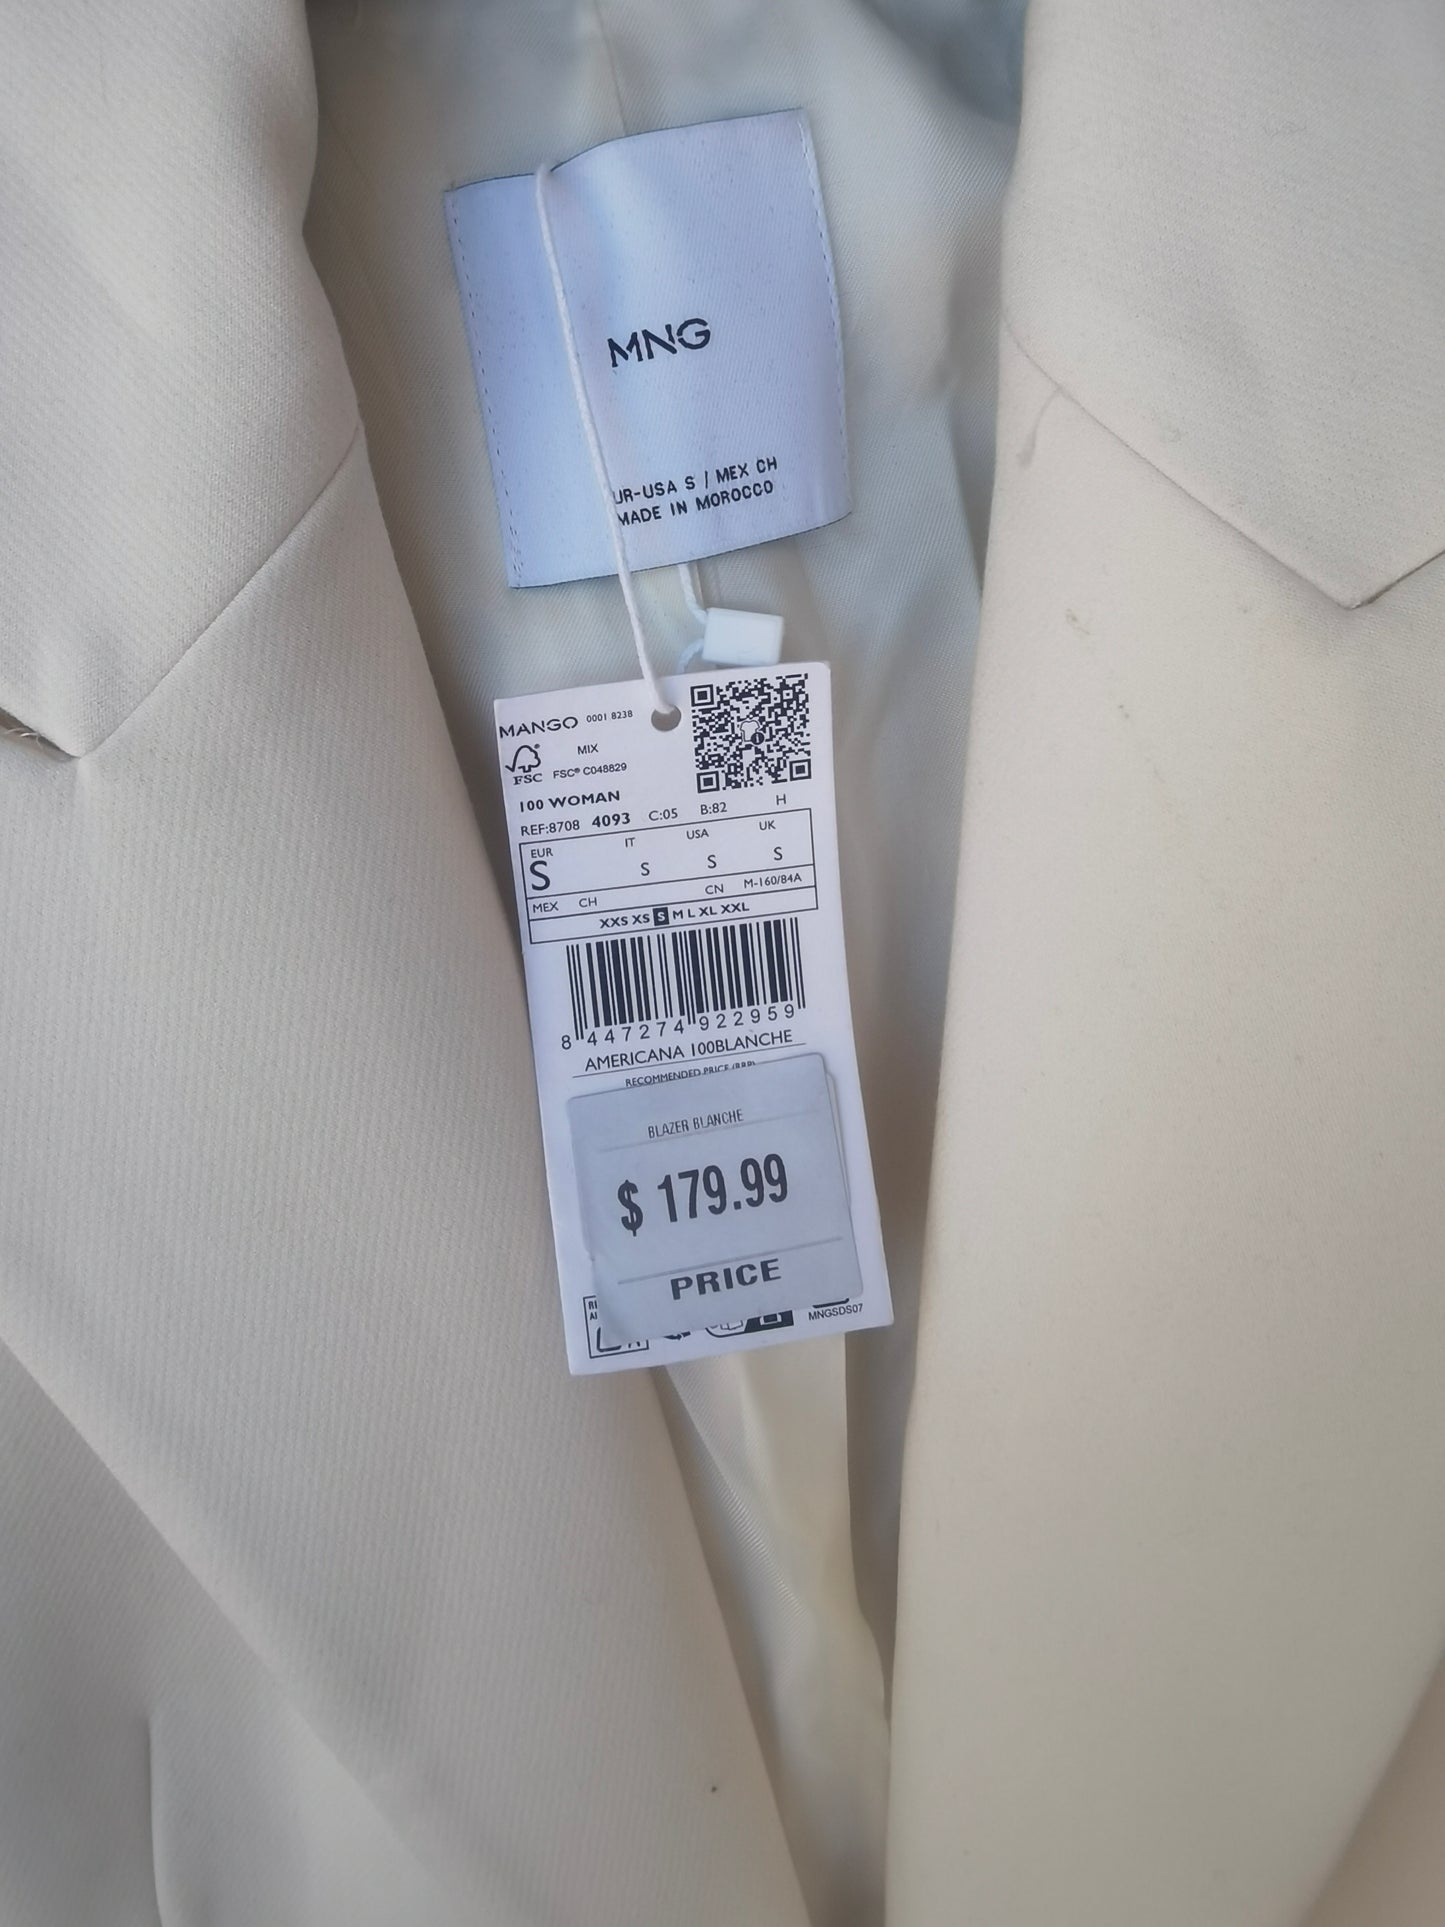 MNG
UR-USA S / MEX CH
MADE IN MOROCCO
MANGO 0001 8238
MIX
FSC FSC® C048829
100 WOMAN
REF:8708 4093 C:05 B:82 H
EUR IT USA UK
S S S S
MEX CH CN M-160/84A
XXS XS S M L XL XXL
8 447274 922959
AMERICANA 100BLANCHE
RECOMMENDED PRICE (RRP)
BLAZER BLANCHE
$ 179.99
PRICE
MNGSDS07